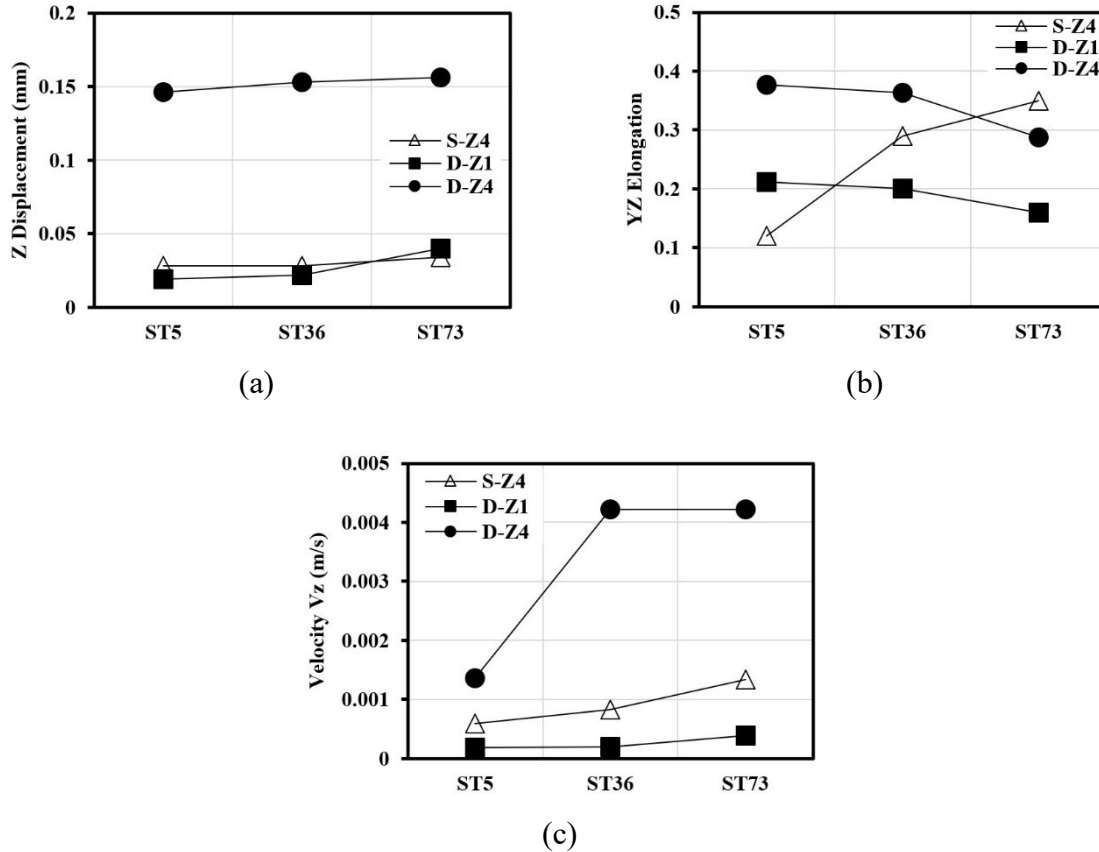 0.2
0.15
0.1
0.05
0
Z Displacement (mm)
S-Z4
D-Z1
D-Z4
ST5 ST36 ST73
(a)
0.5
0.4
0.3
0.2
0.1
0
YZ Elongation
S-Z4
D-Z1
D-Z4
ST5 ST36 ST73
(b)
0.005
0.004
0.003
0.002
0.001
0
Velocity Vz (m/s)
S-Z4
D-Z1
D-Z4
ST5 ST36 ST73
(c)